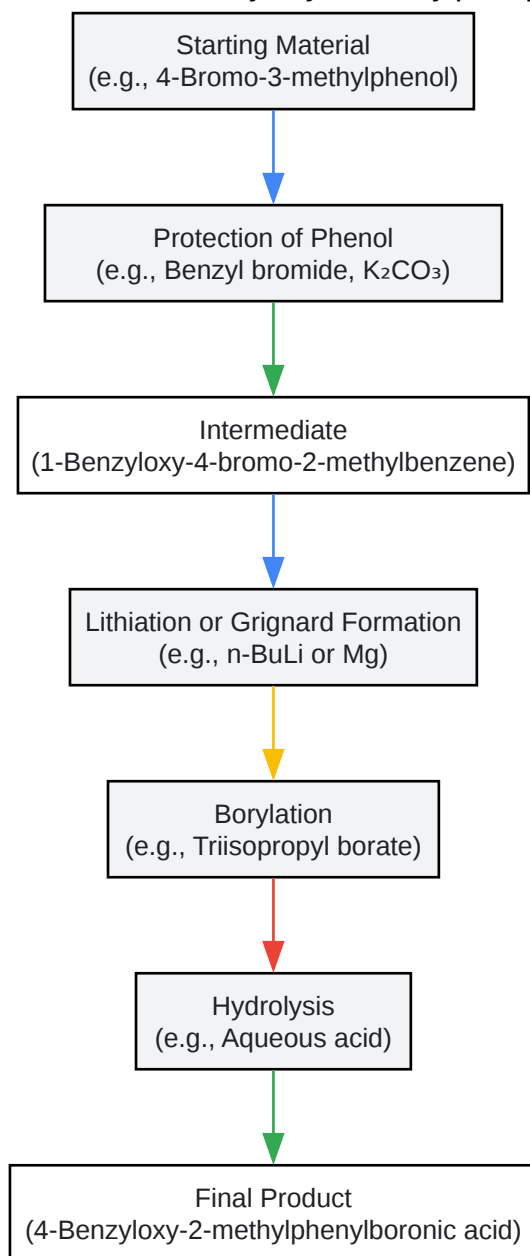 Starting Material
(e.g., 4-Bromo-3-methylphenol)
Protection of Phenol
(e.g., Benzyl bromide, K₂CO₃)
Intermediate
(1-Benzyloxy-4-bromo-2-methylbenzene)
Lithiation or Grignard Formation
(e.g., n-BuLi or Mg)
Borylation
(e.g., Triisopropyl borate)
Hydrolysis
(e.g., Aqueous acid)
Final Product
(4-Benzyloxy-2-methylphenylboronic acid)